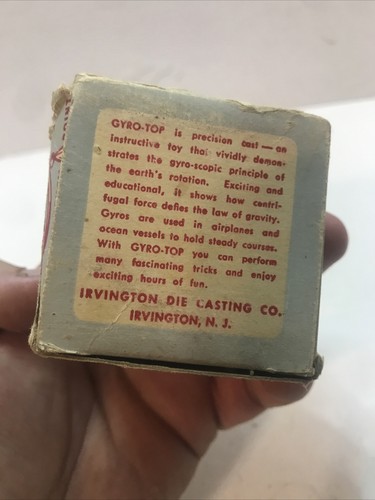 GYRO-TOP is precision cast — an
instructive toy that vividly demon-
strates the gyro-scopic principle of
the earth's rotation. Exciting and
educational, it shows how centri-
fugal force defies the law of gravity.
Gyros are used in airplanes and
ocean vessels to hold steady courses.
With GYRO-TOP you can perform
many fascinating tricks and enjoy
exciting hours of fun.
IRVINGTON DIE CASTING CO.
IRVINGTON, N. J.